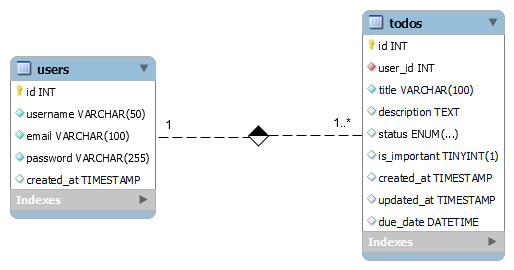 users
id INT
username VARCHAR(50)
email VARCHAR(100)
password VARCHAR(255)
created_at TIMESTAMP
Indexes
1
1..*
todos
id INT
user_id INT
title VARCHAR(100)
description TEXT
status ENUM(...)
is_important TINYINT(1)
created_at TIMESTAMP
updated_at TIMESTAMP
due_date DATETIME
Indexes